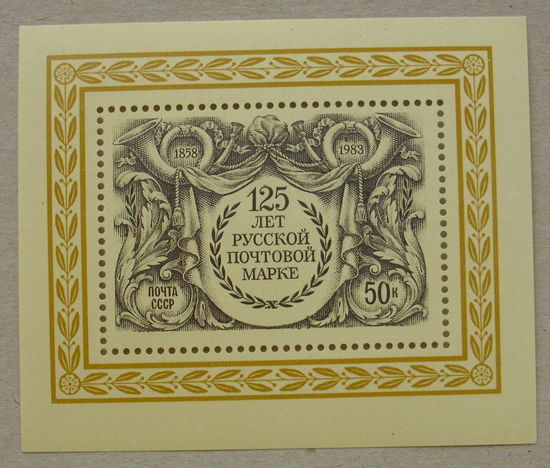 1858
1983
125
ЛЕТ
РУССКОЙ
ПОЧТОВОЙ
МАРКЕ
ПОЧТА
СССР
50к